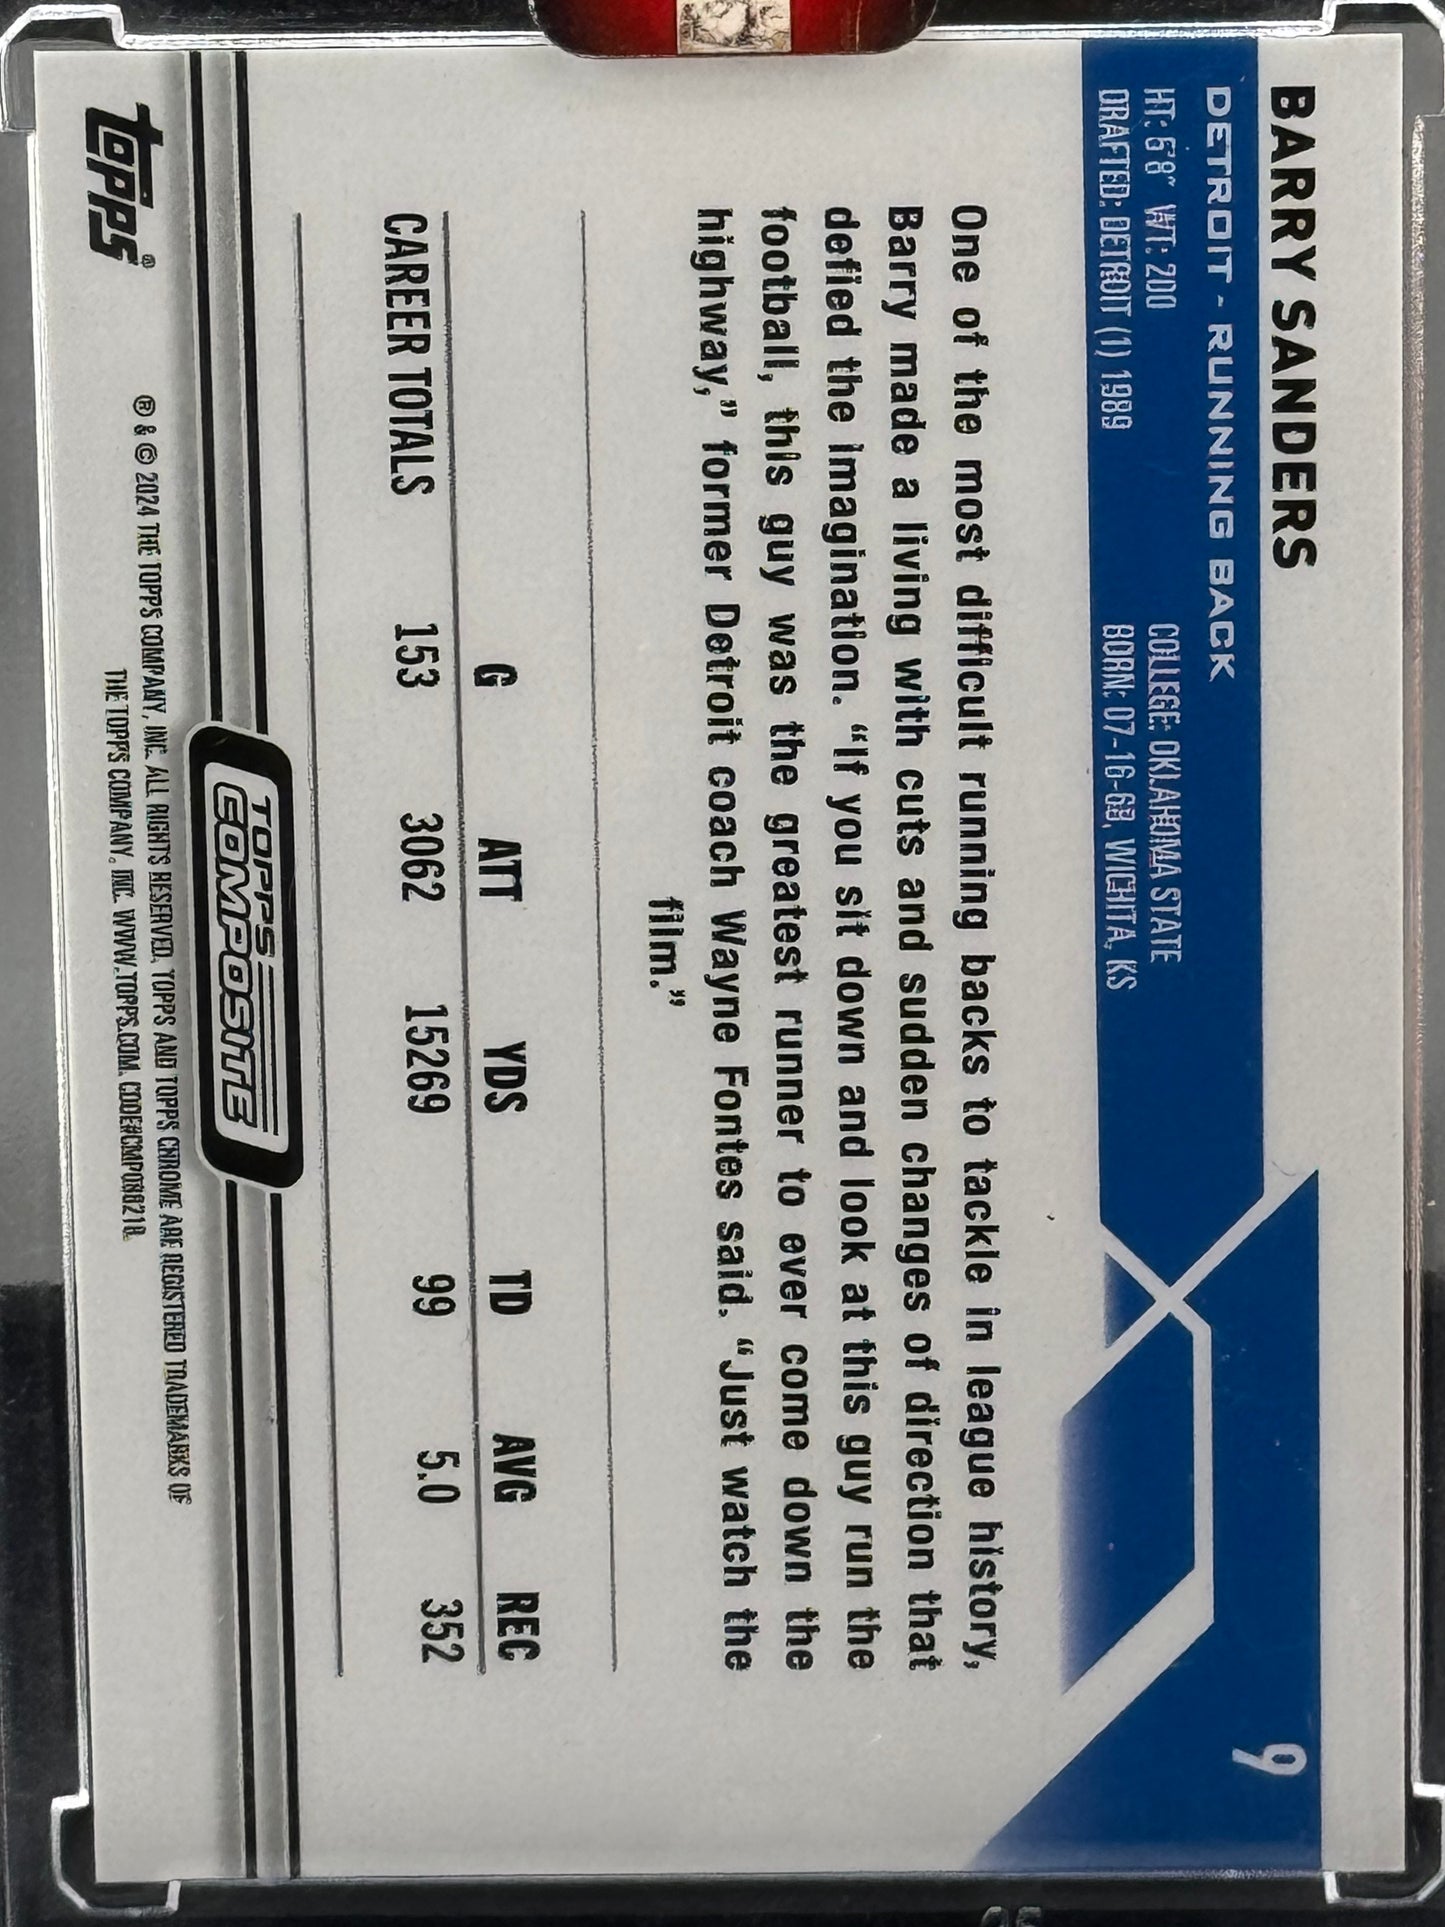 BARRY SANDERS
9
DETROIT - RUNNING BACK
HT: 6'8" WT: 200
COLLEGE: OKLAHOMA STATE
DRAFTED: DETROIT (1) 1989
BORN: 07-16-68, WICHITA, KS
One of the most difficult running backs to tackle in league history,
Barry made a living with cuts and sudden changes of direction that
defied the imagination. “If you sit down and look at this guy run the
football, this guy was the greatest runner to ever come down the
highway,” former Detroit coach Wayne Fontes said. “Just watch the
film.”
G ATT YDS TD AVG REC
CAREER TOTALS 153 3062 15269 99 5.0 352
TOPPS
COMPOSITE
topps®
® & © 2024 THE TOPPS COMPANY, INC. ALL RIGHTS RESERVED. TOPPS AND TOPPS CHROME ARE REGISTERED TRADEMARKS OF
THE TOPPS COMPANY, INC. WWW.TOPPS.COM.